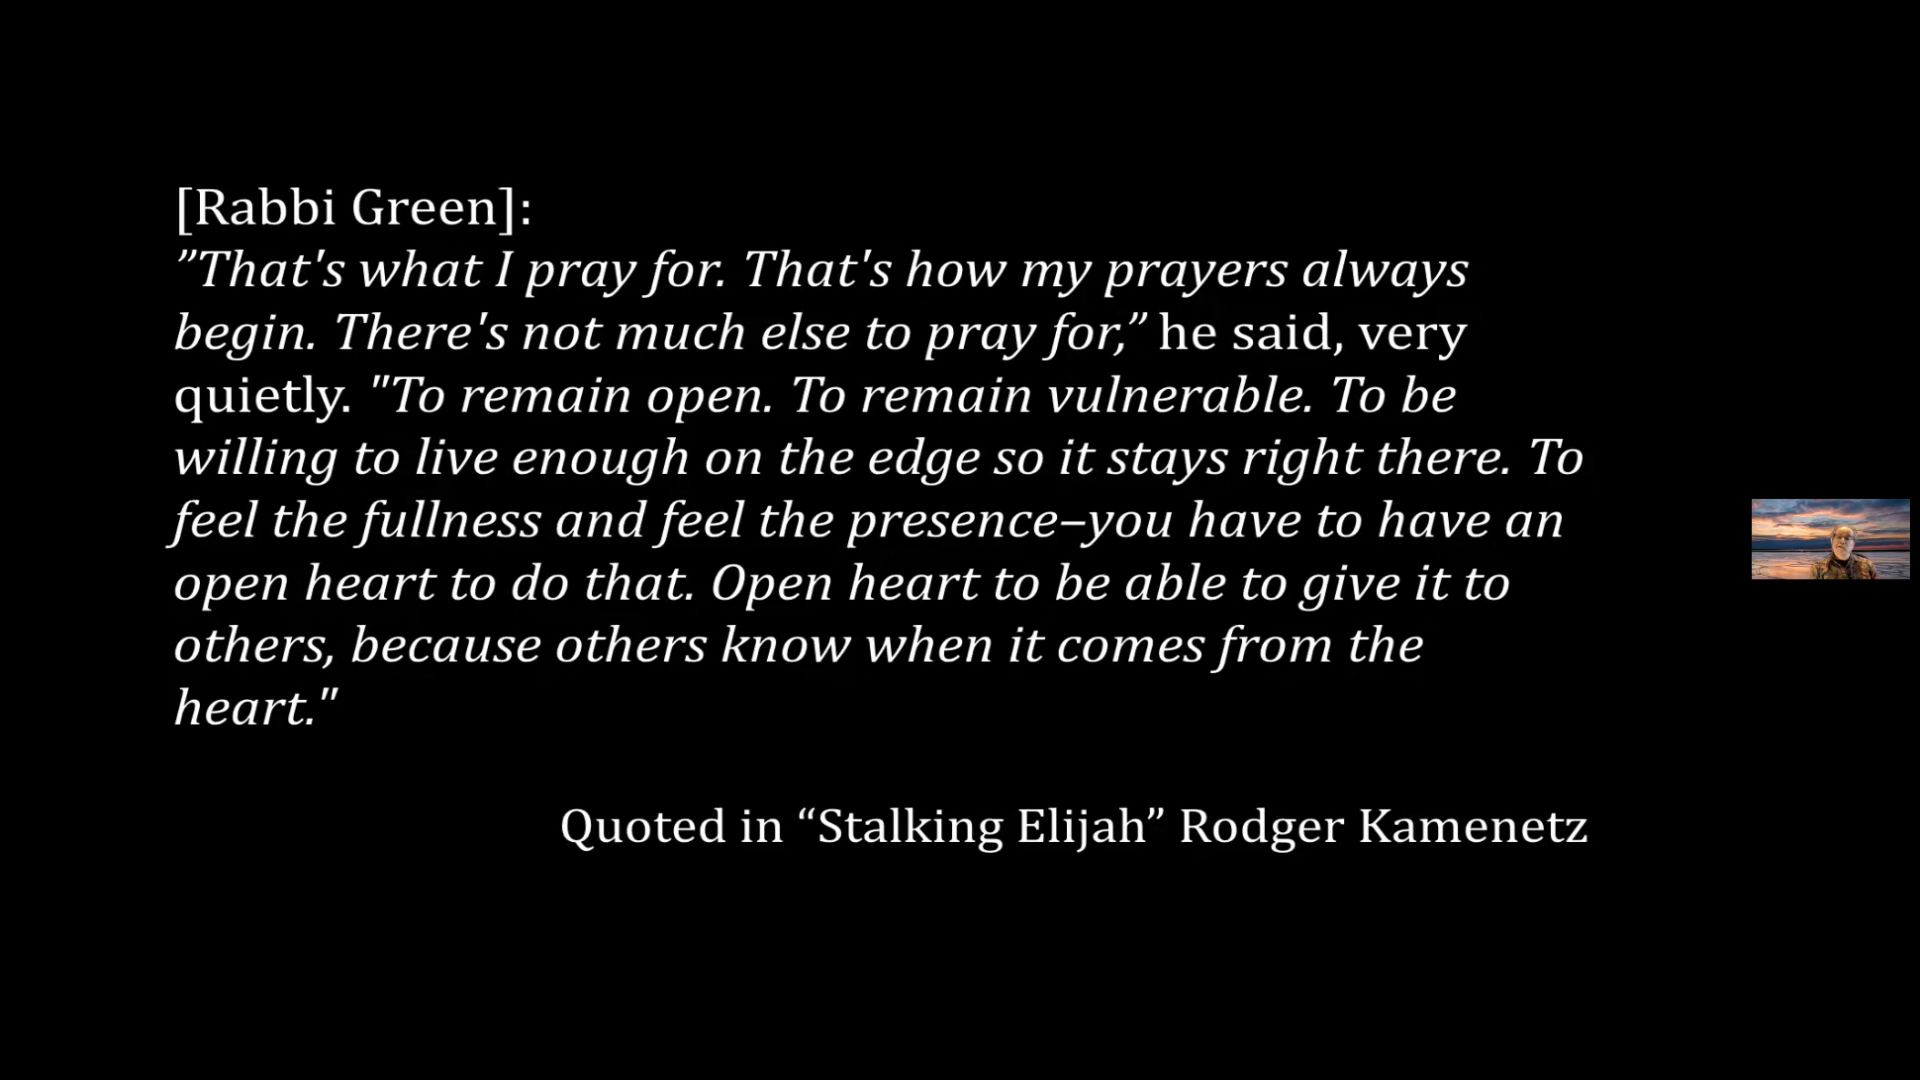 [Rabbi Green]:
”That's what I pray for. That's how my prayers always
begin. There's not much else to pray for,” he said, very
quietly. "To remain open. To remain vulnerable. To be
willing to live enough on the edge so it stays right there. To
feel the fullness and feel the presence–you have to have an
open heart to do that. Open heart to be able to give it to
others, because others know when it comes from the
heart."
Quoted in “Stalking Elijah” Rodger Kamenetz